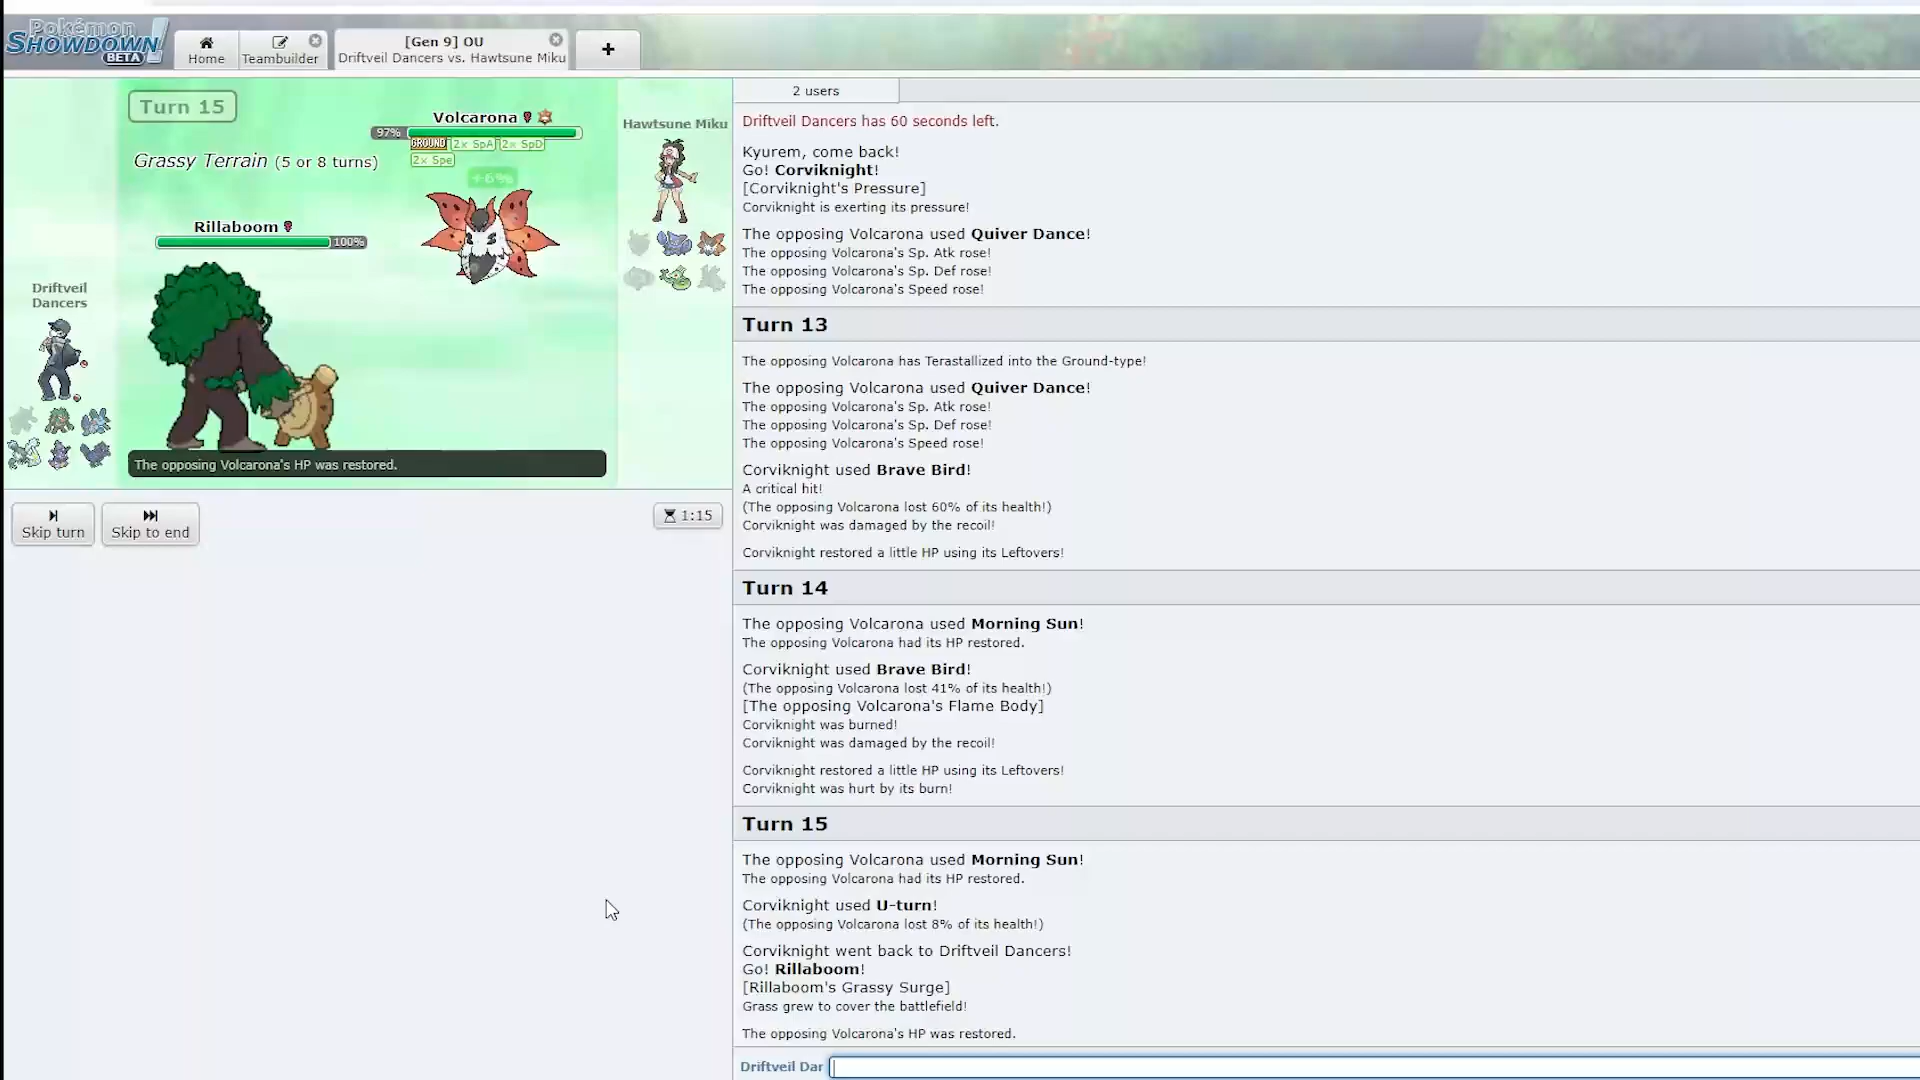 Pokémon
SHOWDOWN
BETA
Home
Teambuilder
[Gen 9] OU
Driftveil Dancers vs. Hawtsune Miku
+
Turn 15
Grassy Terrain (5 or 8 turns)
Volcarona
97%
GROUND 2× SpA 2× SpD
2× Spe
+6%
Rillaboom
100%
Hawtsune Miku
Driftveil
Dancers
The opposing Volcarona's HP was restored.
Skip turn
Skip to end
1:15
2 users
Driftveil Dancers has 60 seconds left.
Kyurem, come back!
Go! Corviknight!
[Corviknight's Pressure]
Corviknight is exerting its pressure!
The opposing Volcarona used Quiver Dance!
The opposing Volcarona's Sp. Atk rose!
The opposing Volcarona's Sp. Def rose!
The opposing Volcarona's Speed rose!
Turn 13
The opposing Volcarona has Terastallized into the Ground-type!
The opposing Volcarona used Quiver Dance!
The opposing Volcarona's Sp. Atk rose!
The opposing Volcarona's Sp. Def rose!
The opposing Volcarona's Speed rose!
Corviknight used Brave Bird!
A critical hit!
(The opposing Volcarona lost 60% of its health!)
Corviknight was damaged by the recoil!
Corviknight restored a little HP using its Leftovers!
Turn 14
The opposing Volcarona used Morning Sun!
The opposing Volcarona had its HP restored.
Corviknight used Brave Bird!
(The opposing Volcarona lost 41% of its health!)
[The opposing Volcarona's Flame Body]
Corviknight was burned!
Corviknight was damaged by the recoil!
Corviknight restored a little HP using its Leftovers!
Corviknight was hurt by its burn!
Turn 15
The opposing Volcarona used Morning Sun!
The opposing Volcarona had its HP restored.
Corviknight used U-turn!
(The opposing Volcarona lost 8% of its health!)
Corviknight went back to Driftveil Dancers!
Go! Rillaboom!
[Rillaboom's Grassy Surge]
Grass grew to cover the battlefield!
The opposing Volcarona's HP was restored.
Driftveil Dar